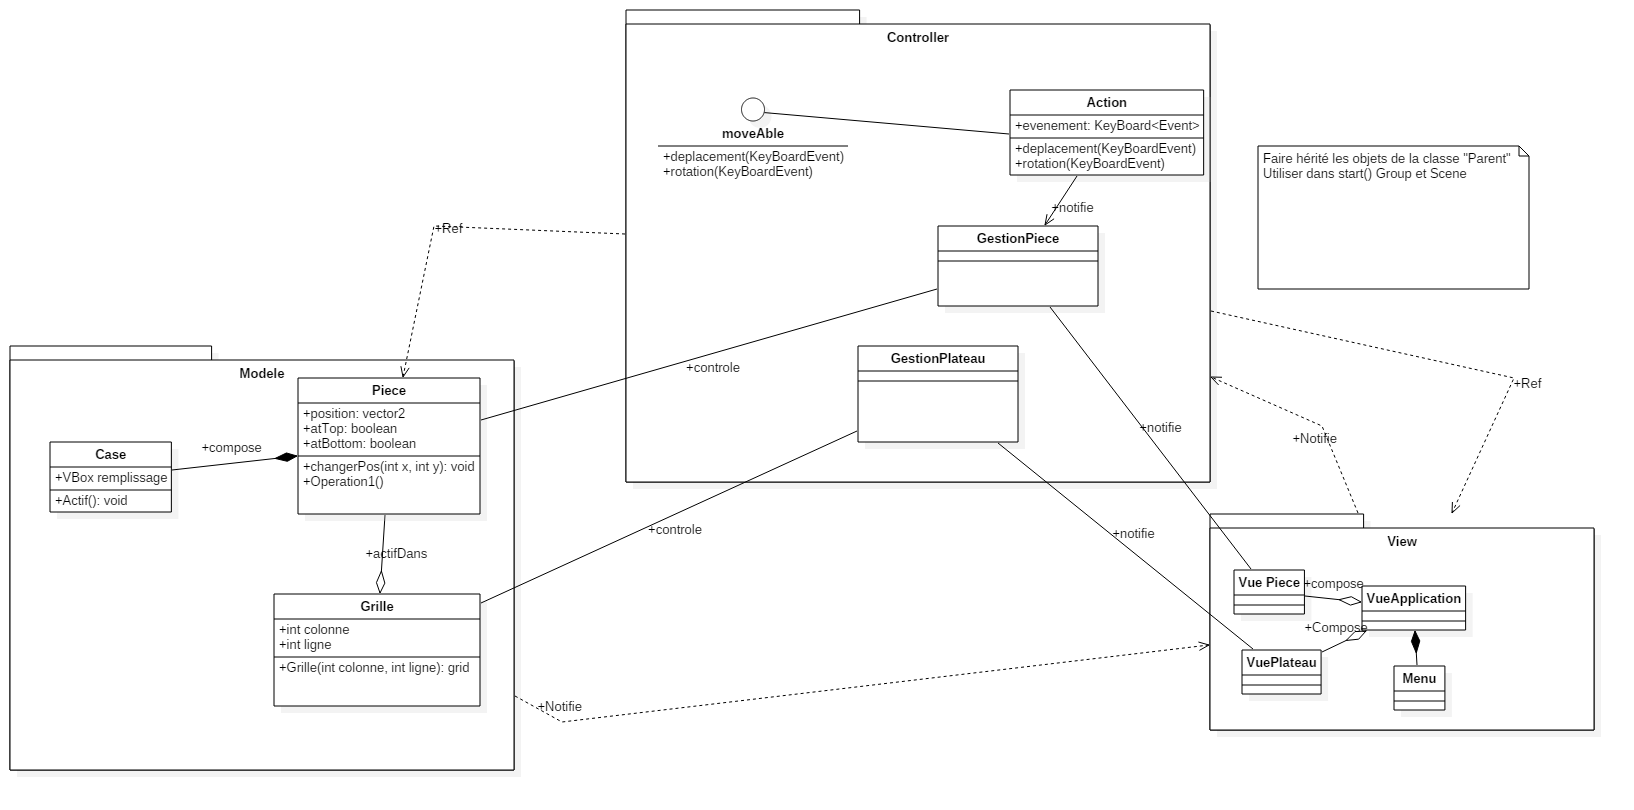 Controller
moveAble
+deplacement(KeyBoardEvent)
+rotation(KeyBoardEvent)
Action
+evenement: KeyBoard<Event>
+deplacement(KeyBoardEvent)
+rotation(KeyBoardEvent)
+notifie
GestionPiece
GestionPlateau
Faire hérité les objets de la classe "Parent"
Utiliser dans start() Group et Scene
+Ref
+controle
+notifie
+Ref
+Notifie
Modele
Piece
+position: vector2
+atTop: boolean
+atBottom: boolean
+changerPos(int x, int y): void
+Operation1()
+compose
Case
+VBox remplissage
+Actif(): void
+actifDans
+controle
+notifie
Grille
+int colonne
+int ligne
+Grille(int colonne, int ligne): grid
+Notifie
View
Vue Piece
+compose
VueApplication
+Compose
VuePlateau
Menu